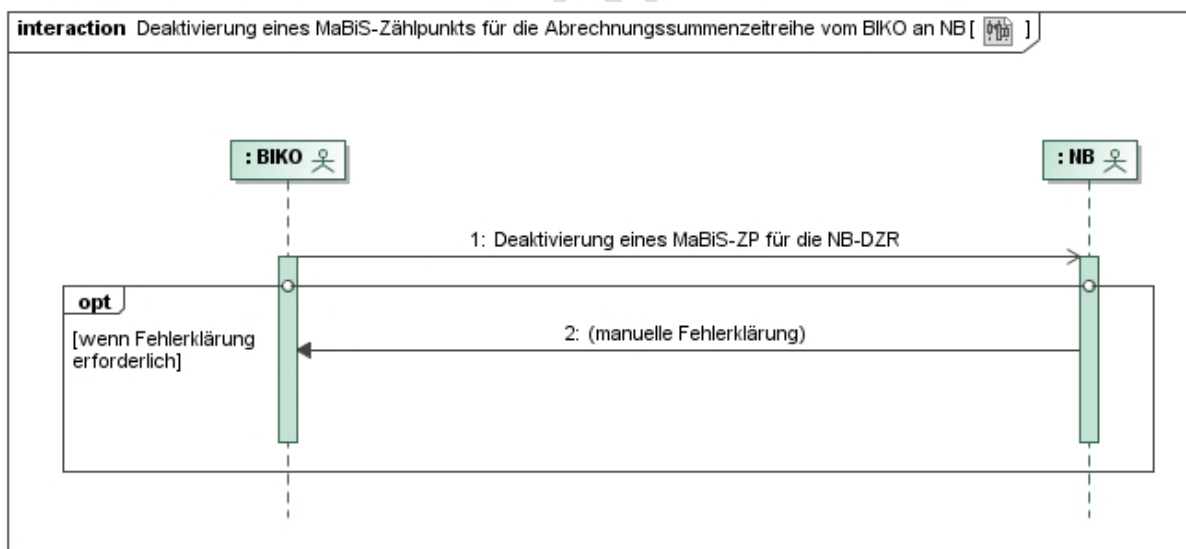 interaction Deaktivierung eines MaBiS-Zählpunkts für die Abrechnungssummenzeitreihe vom BIKO an NB [ ]
: BIKO
: NB
1: Deaktivierung eines MaBiS-ZP für die NB-DZR
opt
[wenn Fehlerklärung
erforderlich]
2: (manuelle Fehlerklärung)